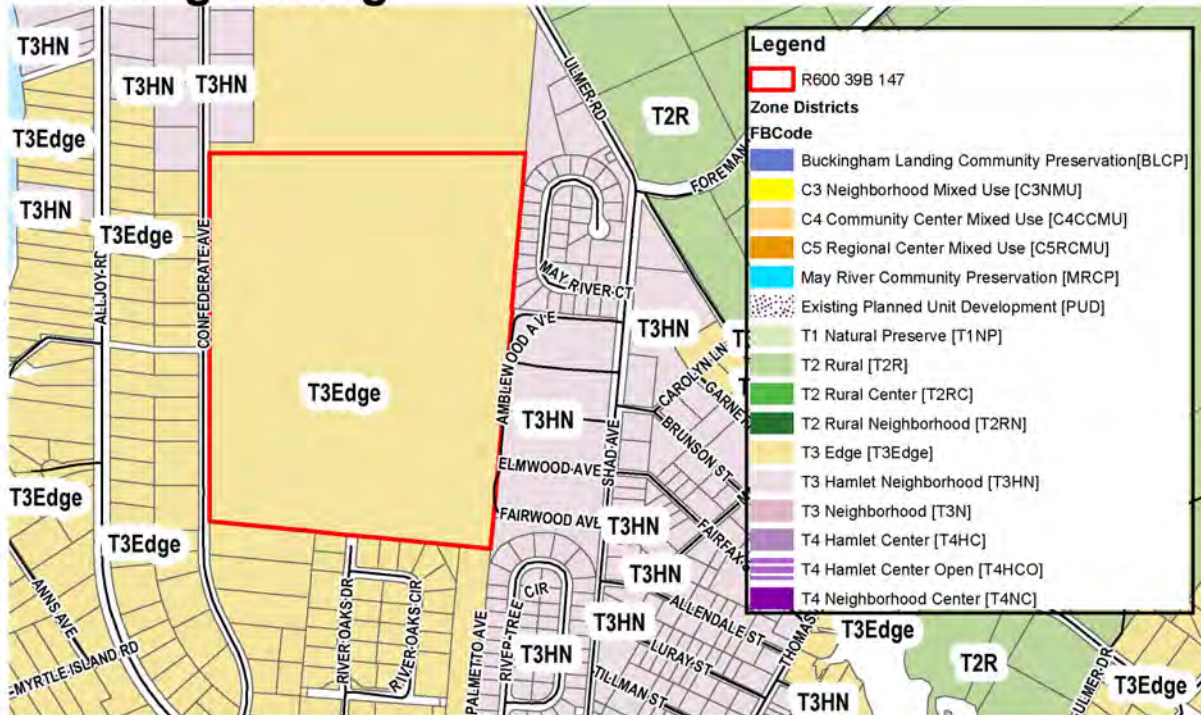 Legend
R600 39B 147
Zone Districts
FBCode
Buckingham Landing Community Preservation[BLCP]
C3 Neighborhood Mixed Use [C3NMU]
C4 Community Center Mixed Use [C4CCMU]
C5 Regional Center Mixed Use [C5RCMU]
May River Community Preservation [MRCP]
Existing Planned Unit Development [PUD]
T1 Natural Preserve [T1NP]
T2 Rural [T2R]
T2 Rural Center [T2RC]
T2 Rural Neighborhood [T2RN]
T3 Edge [T3Edge]
T3 Hamlet Neighborhood [T3HN]
T3 Neighborhood [T3N]
T4 Hamlet Center [T4HC]
T4 Hamlet Center Open [T4HCO]
T4 Neighborhood Center [T4NC]
T3HN
T3HN
T3HN
T3Edge
T3HN
T3Edge
ALLJOY RD
CONFEDERATE AVE
T3Edge
T3Edge
T3Edge
ANNS AVE
MYRTLE ISLAND RD
RIVER OAKS DR
RIVER OAKS CIR
PALMETTO AVE
RIVER TREE
CIR
T3HN
ULMER RD
T2R
MAY RIVER CT
AMBLEWOOD AVE
T3HN
T3HN
SHAD AVE
CAROLYN LN
BRUNSON ST
ELMWOOD AVE
FAIRWOOD AVE
T3HN
T3HN
T3HN
ALLENDALE ST
LURAY ST
TILLMAN ST
T3Edge
T2R
T3HN
ULMER DR
T3Edge